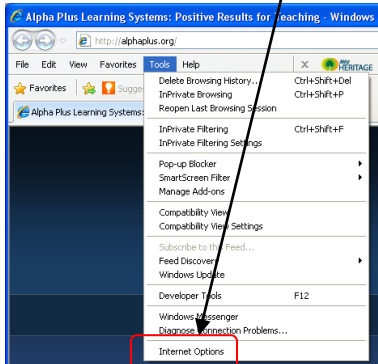 Alpha Plus Learning Systems: Positive Results for Teaching - Windows
http://alphaplus.org/
File Edit View Favorites Tools Help X MY HERITAGE
Favorites Sugge
Alpha Plus Learning Systems:
Delete Browsing History... Ctrl+Shift+Del
InPrivate Browsing Ctrl+Shift+P
Reopen Last Browsing Session
InPrivate Filtering Ctrl+Shift+F
InPrivate Filtering Settings
Pop-up Blocker
SmartScreen Filter
Manage Add-ons
Compatibility View
Compatibility View Settings
Subscribe to the Feed...
Feed Discovery
Windows Update
Developer Tools F12
Windows Messenger
Diagnose Connection Problems...
Internet Options